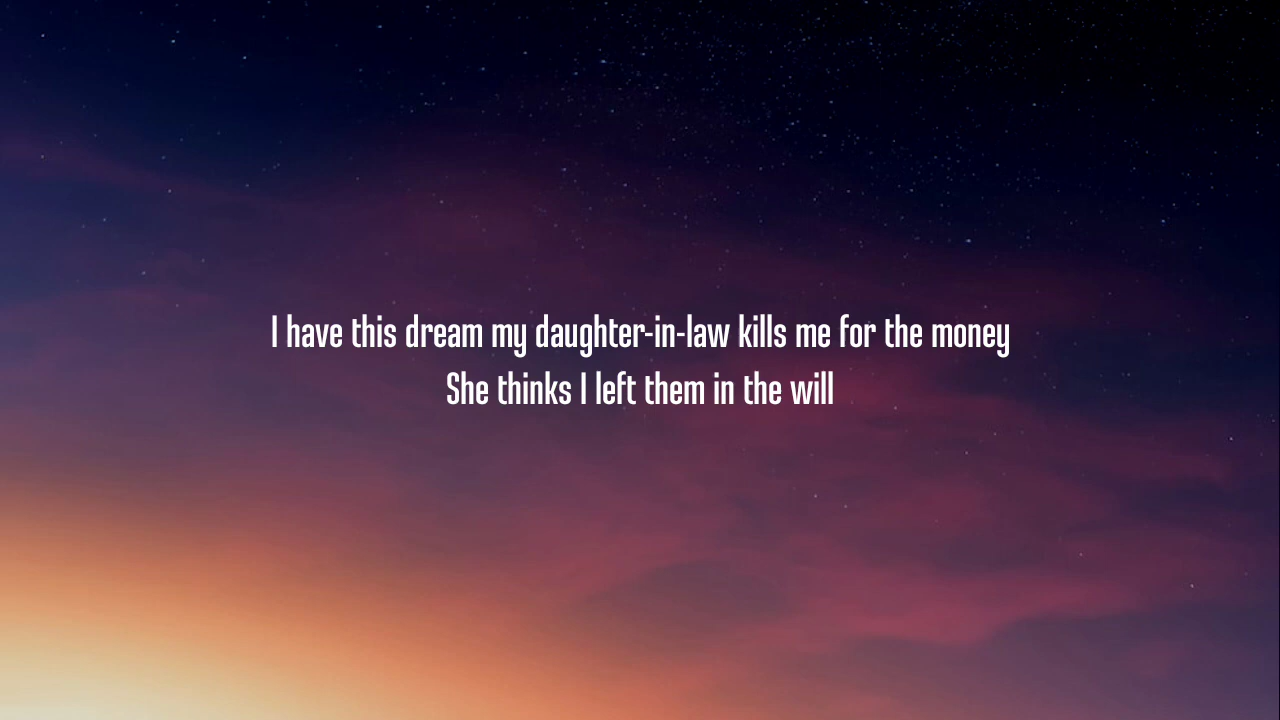 I have this dream my daughter-in-law kills me for the money
She thinks I left them in the will